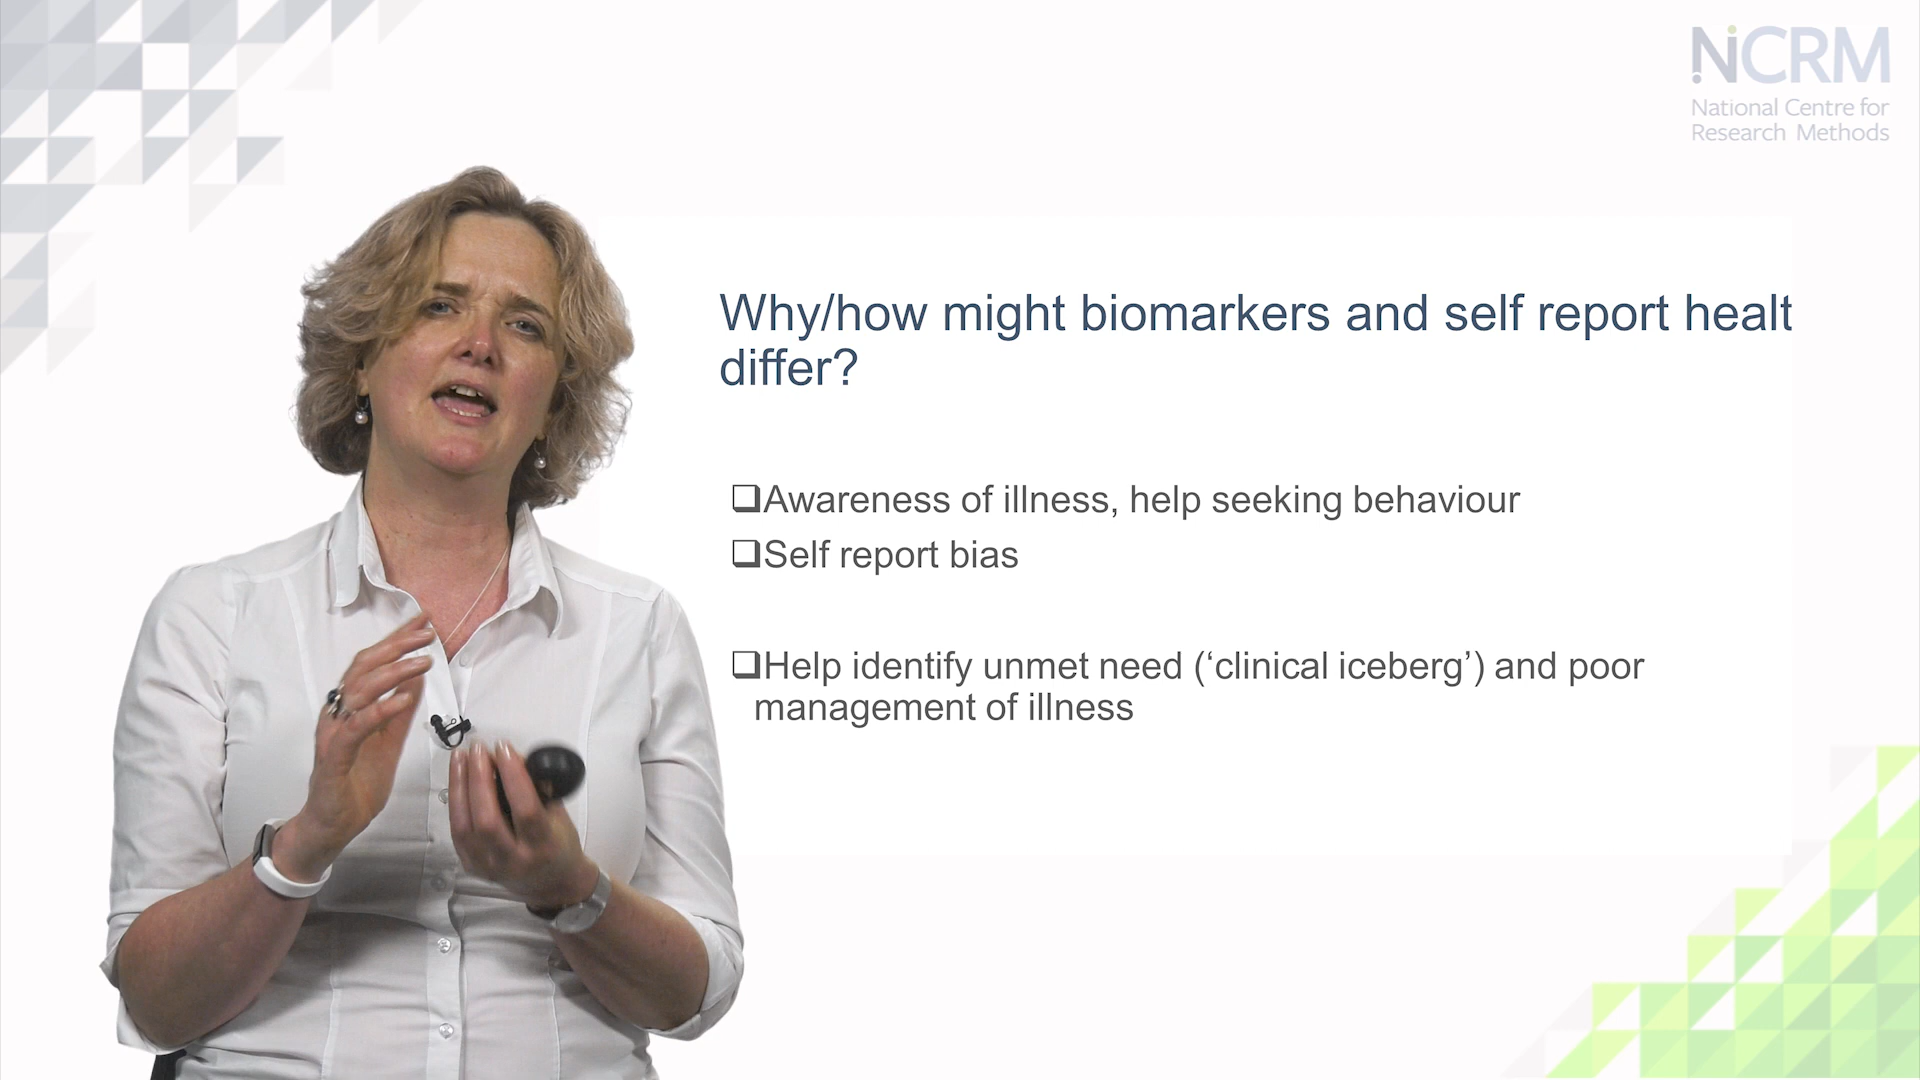 NCRM
National Centre for
Research Methods
Why/how might biomarkers and self report healt
differ?
❑Awareness of illness, help seeking behaviour
❑Self report bias
❑Help identify unmet need (‘clinical iceberg’) and poor
management of illness